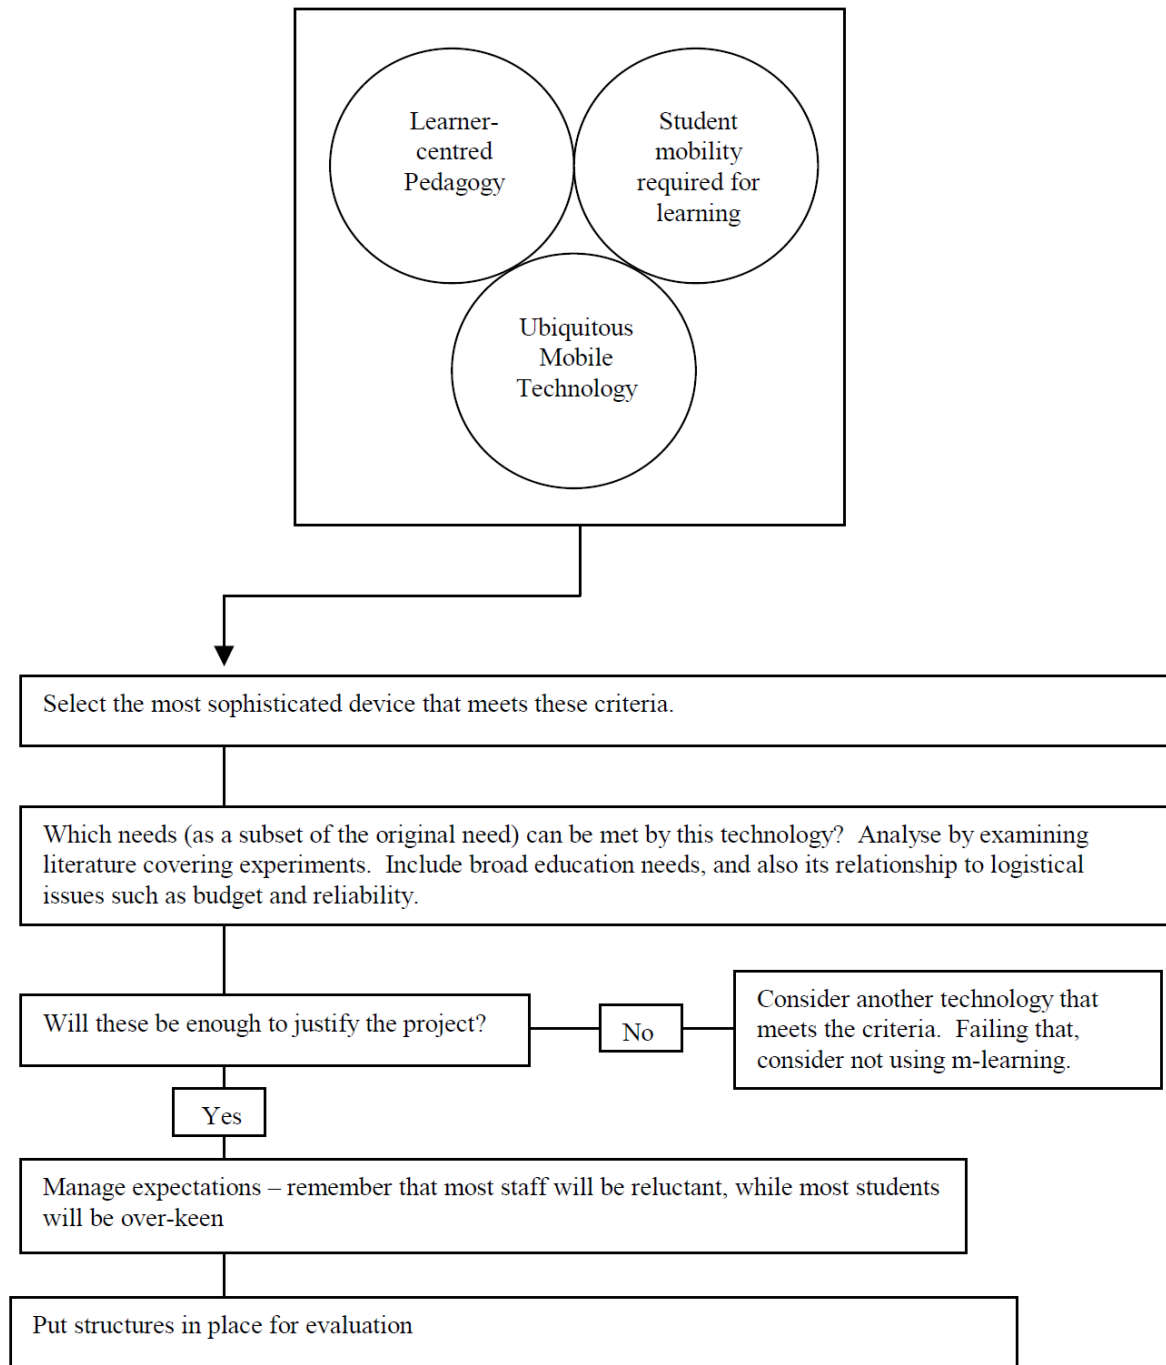 Learner-
centred
Pedagogy
Student
mobility
required for
learning
Ubiquitous
Mobile
Technology
Select the most sophisticated device that meets these criteria.
Which needs (as a subset of the original need) can be met by this technology?  Analyse by examining
literature covering experiments.  Include broad education needs, and also its relationship to logistical
issues such as budget and reliability.
Will these be enough to justify the project?
No
Consider another technology that
meets the criteria.  Failing that,
consider not using m-learning.
Yes
Manage expectations – remember that most staff will be reluctant, while most students
will be over-keen
Put structures in place for evaluation